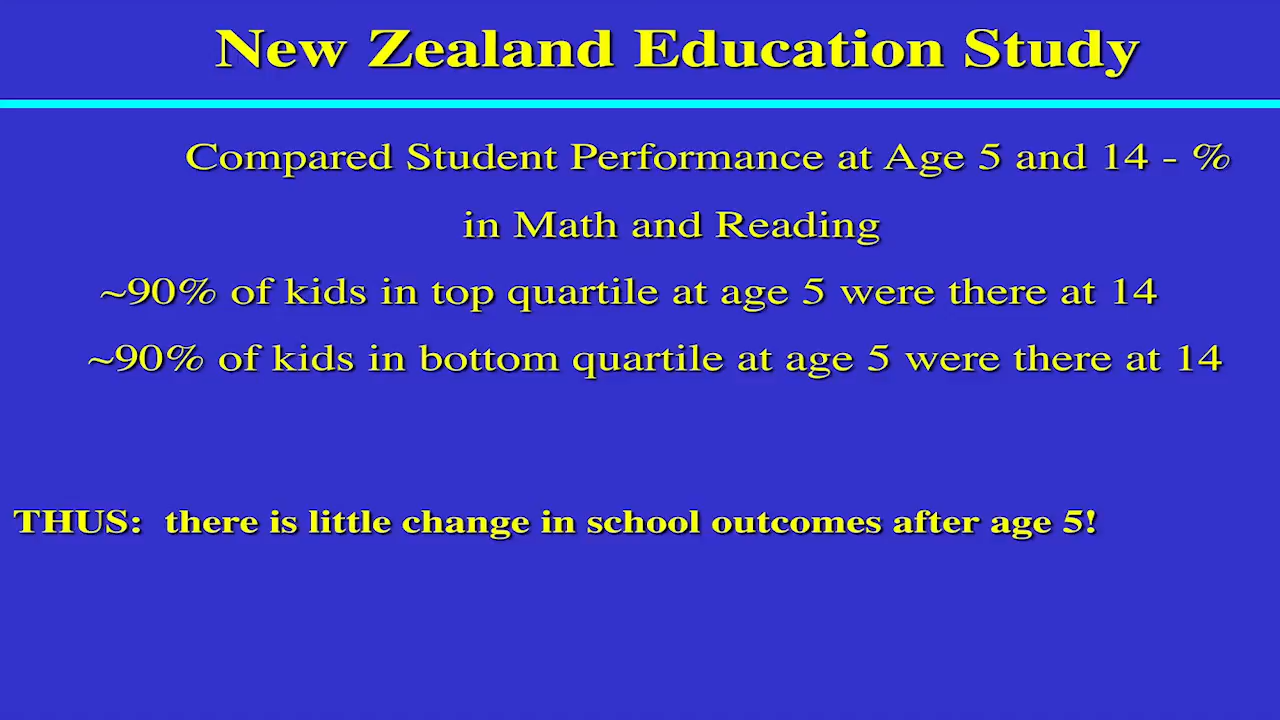 New Zealand Education Study
Compared Student Performance at Age 5 and 14 - %
in Math and Reading
~90% of kids in top quartile at age 5 were there at 14
~90% of kids in bottom quartile at age 5 were there at 14
THUS: there is little change in school outcomes after age 5!